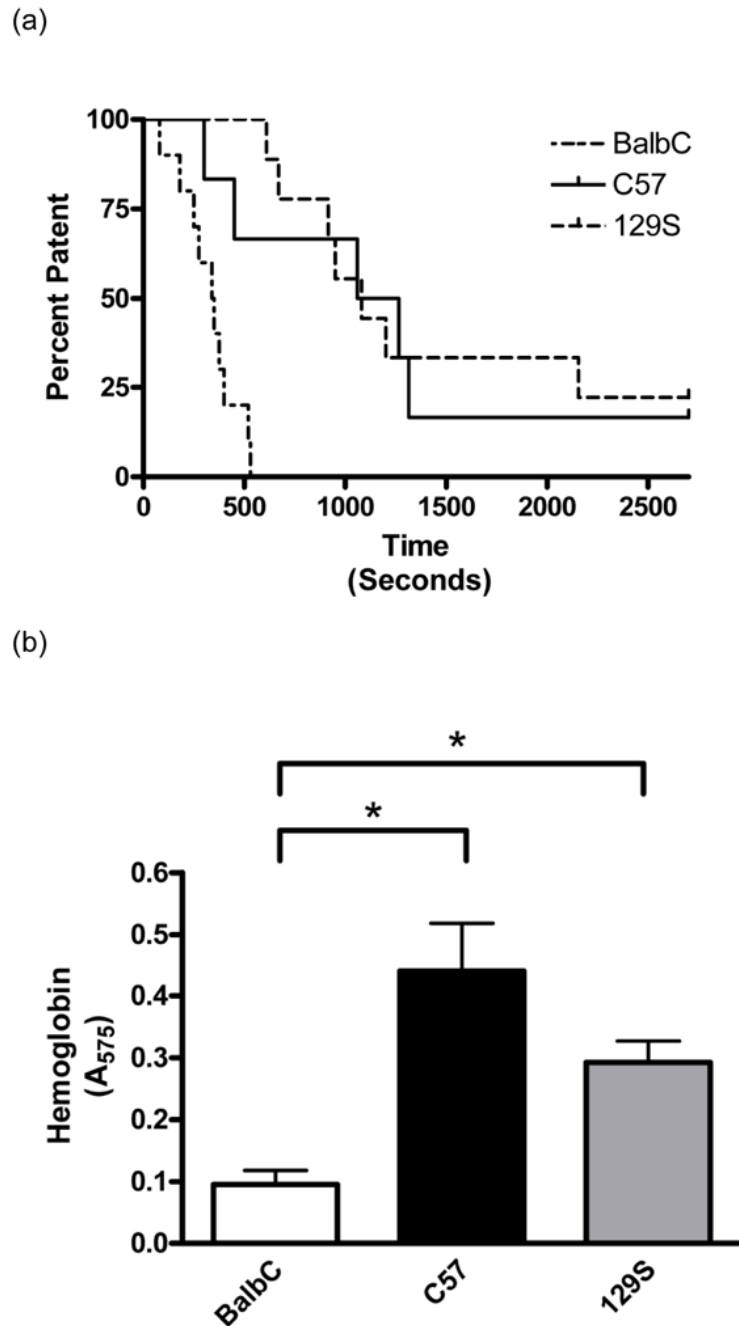 (a)
100
75
50
25
0
Percent Patent
BalbC
C57
129S
0 500 1000 1500 2000 2500
Time
(Seconds)
(b)
*
*
0.6
0.5
0.4
0.3
0.2
0.1
0.0
Hemoglobin
(A575)
BalbC
C57
129S